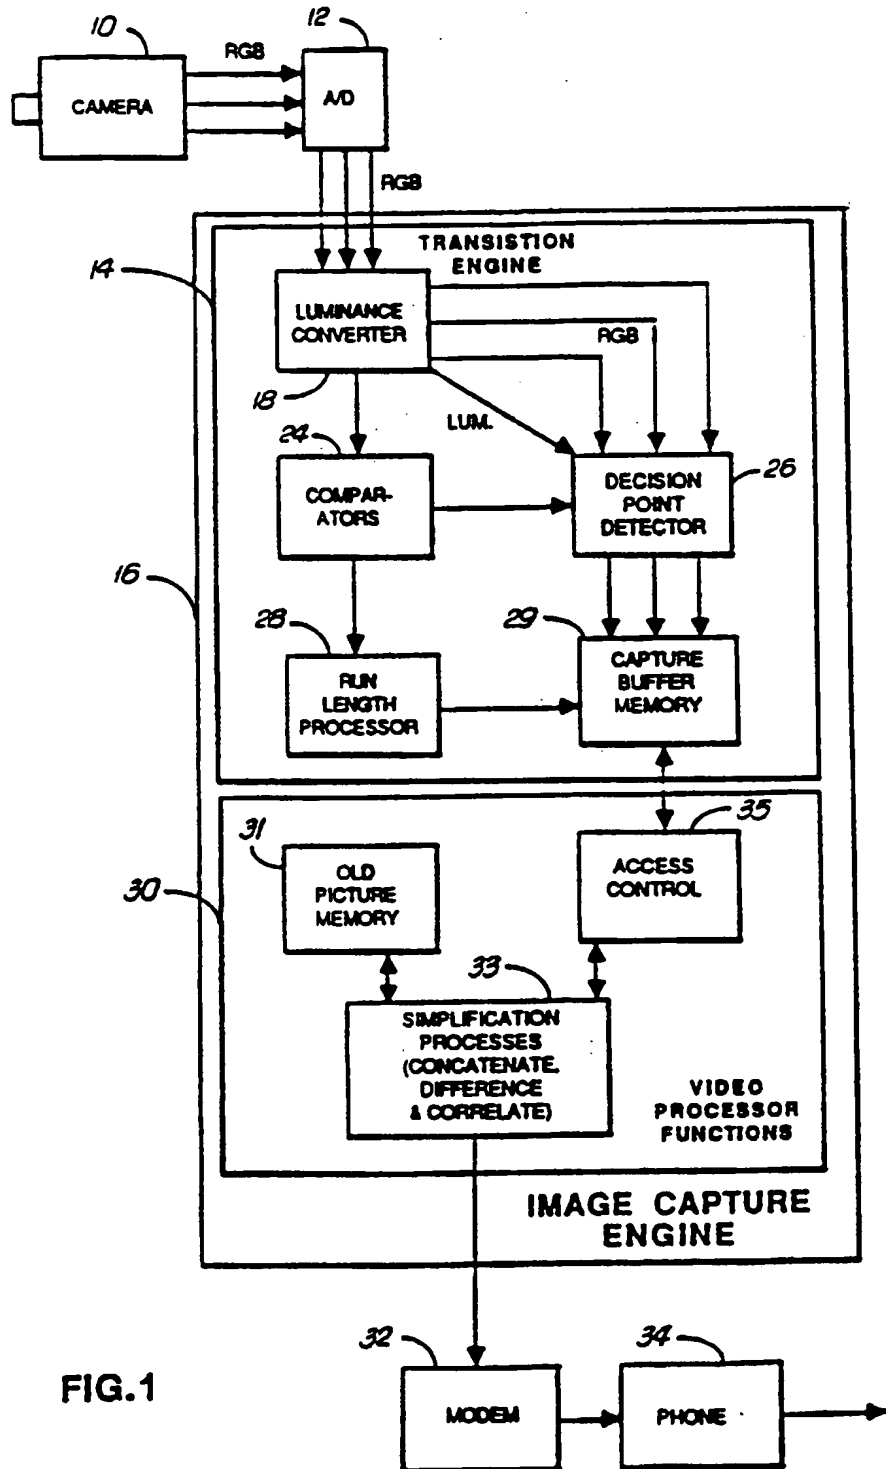 10
12
RGB
CAMERA
A/D
RGB
TRANSISTION
ENGINE
14
LUMINANCE
CONVERTER
RGB
18
LUM.
24
26
COMPAR-
ATORS
DECISION
POINT
DETECTOR
16
28
29
RUN
LENGTH
PROCESSOR
CAPTURE
BUFFER
MEMORY
35
31
OLD
PICTURE
MEMORY
ACCESS
CONTROL
30
33
SIMPLIFICATION
PROCESSES
(CONCATENATE,
DIFFERENCE
& CORRELATE)
VIDEO
PROCESSOR
FUNCTIONS
IMAGE CAPTURE
ENGINE
32
34
FIG.1
MODEM
PHONE